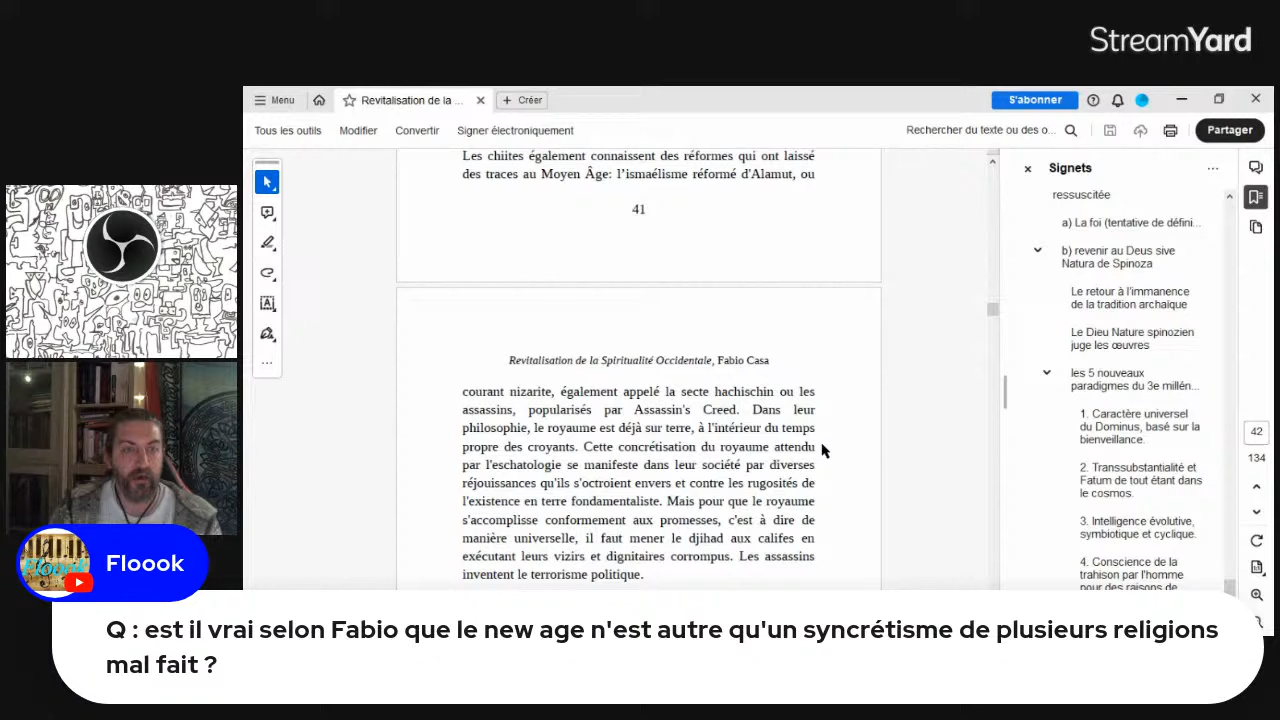 StreamYard
Menu
Revitalisation de la ...
Créer
S'abonner
Tous les outils
Modifier
Convertir
Signer électroniquement
Rechercher du texte ou des o...
Partager
Les chiites également connaissent des réformes qui ont laissé
des traces au Moyen Âge: l'ismaélisme réformé d'Alamut, ou
41
Revitalisation de la Spiritualité Occidentale, Fabio Casa
courant nizarite, également appelé la secte hachischin ou les
assassins, popularisés par Assassin's Creed. Dans leur
philosophie, le royaume est déjà sur terre, à l'intérieur du temps
propre des croyants. Cette concrétisation du royaume attendu
par l'eschatologie se manifeste dans leur société par diverses
réjouissances qu'ils s'octroient envers et contre les rugosités de
l'existence en terre fondamentaliste. Mais pour que le royaume
s'accomplisse conformement aux promesses, c'est à dire de
manière universelle, il faut mener le djihad aux califes en
exécutant leurs vizirs et dignitaires corrompus. Les assassins
inventent le terrorisme politique.
Signets
ressuscitée
a) La foi (tentative de défini...
b) revenir au Deus sive
Natura de Spinoza
Le retour à l'immanence
de la tradition archaïque
Le Dieu Nature spinozien
juge les œuvres
les 5 nouveaux
paradigmes du 3e millén...
1. Caractère universel
du Dominus, basé sur la
bienveillance.
2. Transsubstantialité et
Fatum de tout étant dans
le cosmos.
3. Intelligence évolutive,
symbiotique et cyclique.
4. Conscience de la
trahison par l'homme
pour des raisons de
42
134
Floook
Floook
Q : est il vrai selon Fabio que le new age n'est autre qu'un syncrétisme de plusieurs religions
mal fait ?